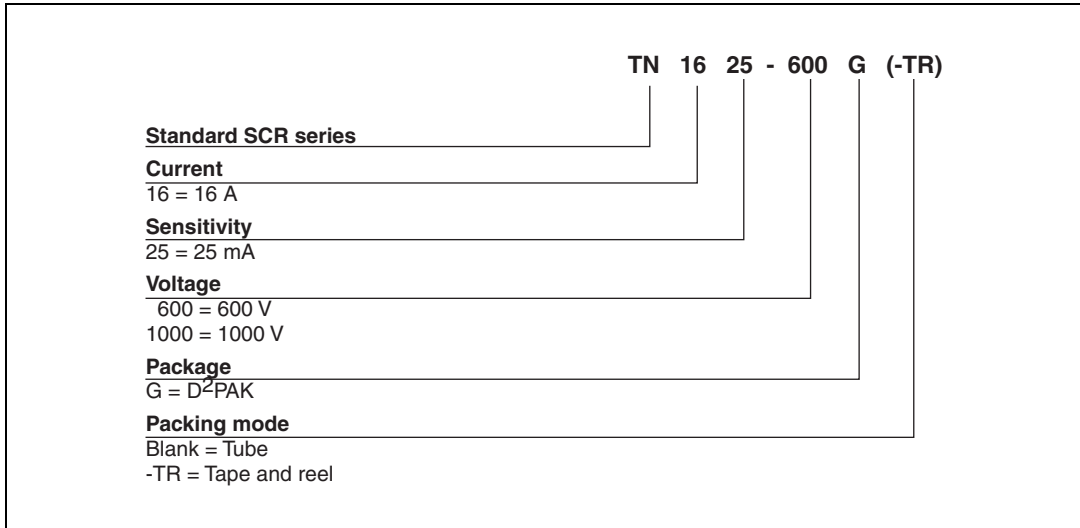 TN 16 25 - 600 G (-TR)
Standard SCR series
Current
16 = 16 A
Sensitivity
25 = 25 mA
Voltage
600 = 600 V
1000 = 1000 V
Package
G = D²PAK
Packing mode
Blank = Tube
-TR = Tape and reel